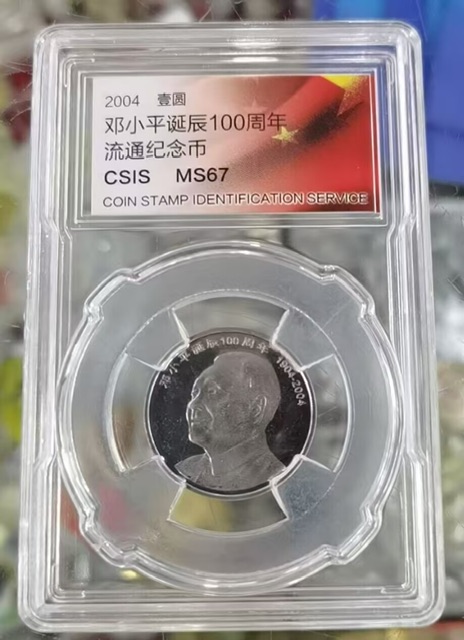 2004 壹圆
邓小平诞辰100周年
流通纪念币
CSIS MS67
COIN STAMP IDENTIFICATION SERVICE
邓小平诞辰100周年 1904-2004